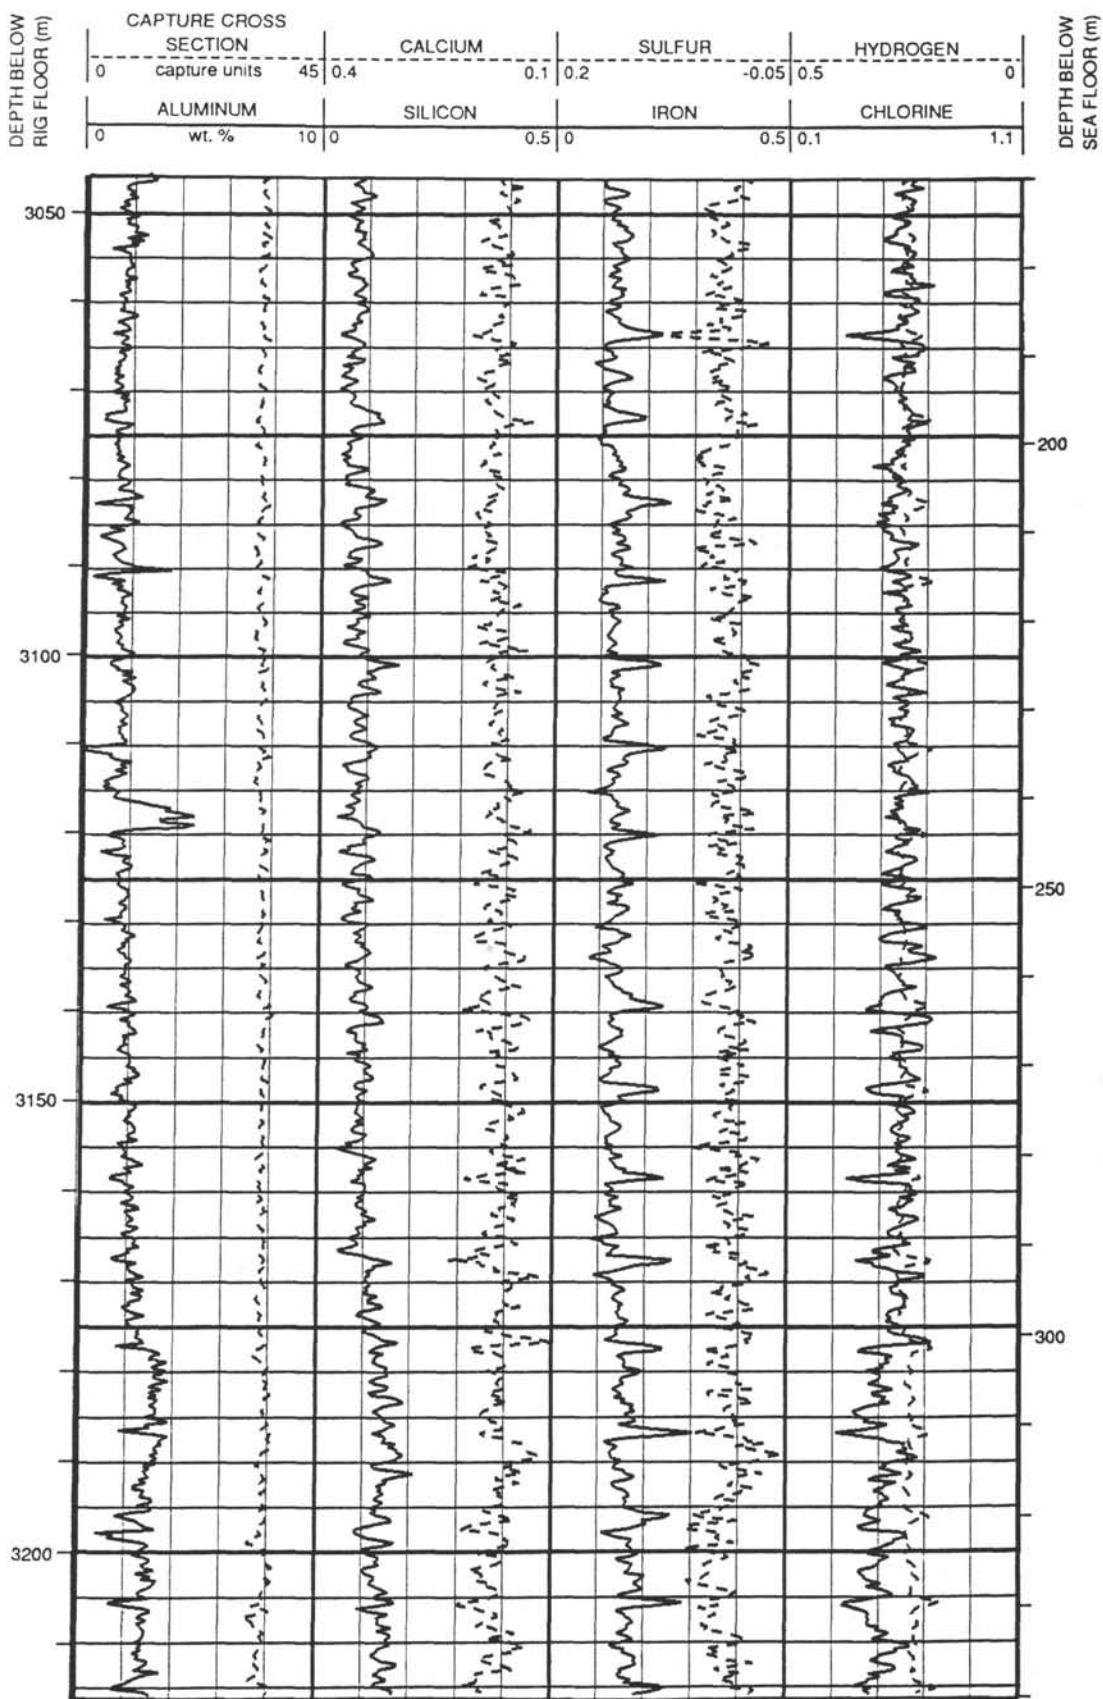 DEPTH BELOW
RIG FLOOR (m)
CAPTURE CROSS
SECTION
0 capture units 45
ALUMINUM
0 wt. % 10
CALCIUM
0.4 0.1
SILICON
0 0.5
SULFUR
0.2 -0.05
IRON
0 0.5
HYDROGEN
0.5 0
CHLORINE
0.1 1.1
DEPTH BELOW
SEA FLOOR (m)
3050
200
3100
250
3150
300
3200